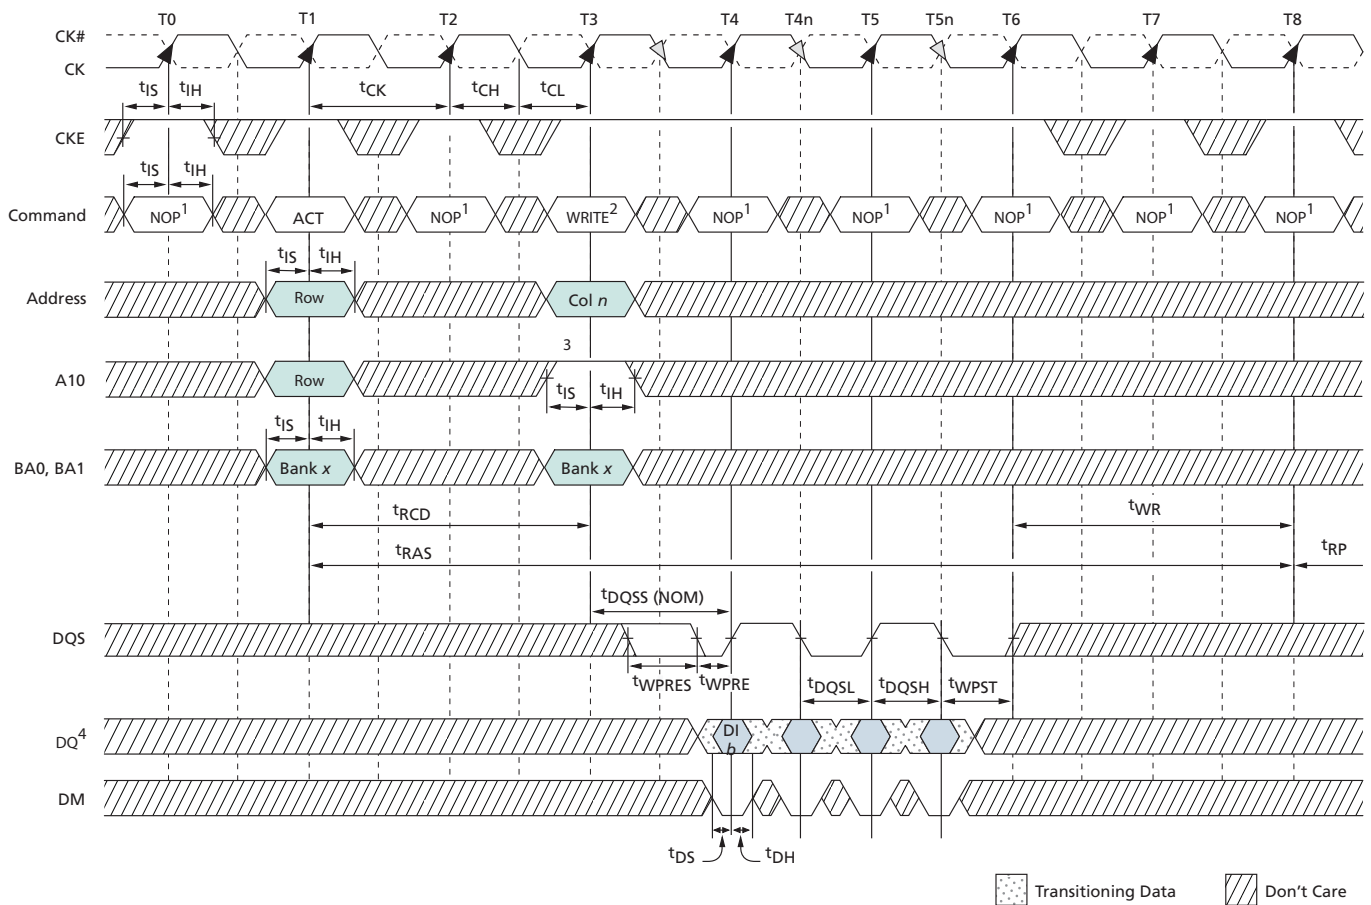 T0 T1 T2 T3 T4 T4n T5 T5n T6 T7 T8
CK#
CK
tIS tIH tCK tCH tCL
CKE
tIS tIH
Command NOP1 ACT NOP1 WRITE2 NOP1 NOP1 NOP1 NOP1 NOP1
tIS tIH
Address Row Col n
3
A10 Row
tIS tIH
tIS tIH
BA0, BA1 Bank x Bank x
tRCD tWR
tRAS tRP
tDQSS (NOM)
DQS
tWPRES tWPRE tDQSL tDQSH tWPST
DQ4 DI
b
DM
tDS tDH
Transitioning Data Don't Care